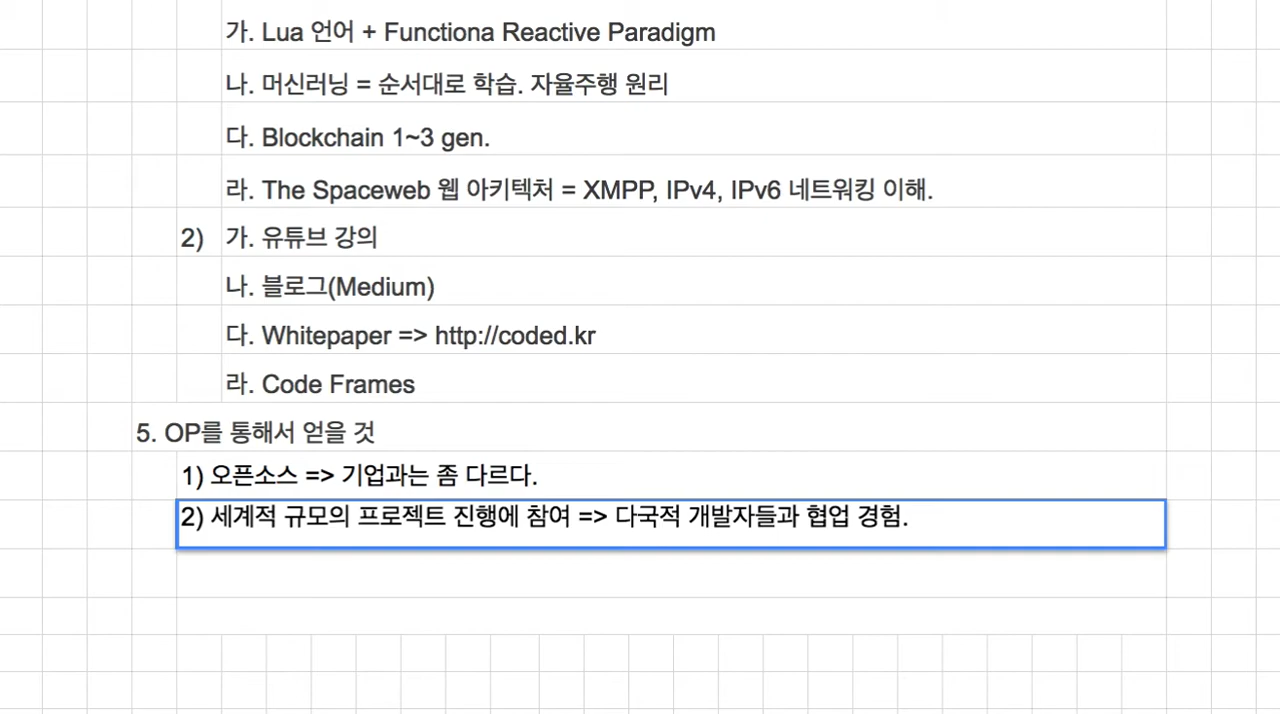 가. Lua 언어 + Functiona Reactive Paradigm
나. 머신러닝 = 순서대로 학습. 자율주행 원리
다. Blockchain 1~3 gen.
라. The Spaceweb 웹 아키텍처 = XMPP, IPv4, IPv6 네트워킹 이해.
2) 가. 유튜브 강의
나. 블로그(Medium)
다. Whitepaper => http://coded.kr
라. Code Frames
5. OP를 통해서 얻을 것
1) 오픈소스 => 기업과는 좀 다르다.
2) 세계적 규모의 프로젝트 진행에 참여 => 다국적 개발자들과 협업 경험.